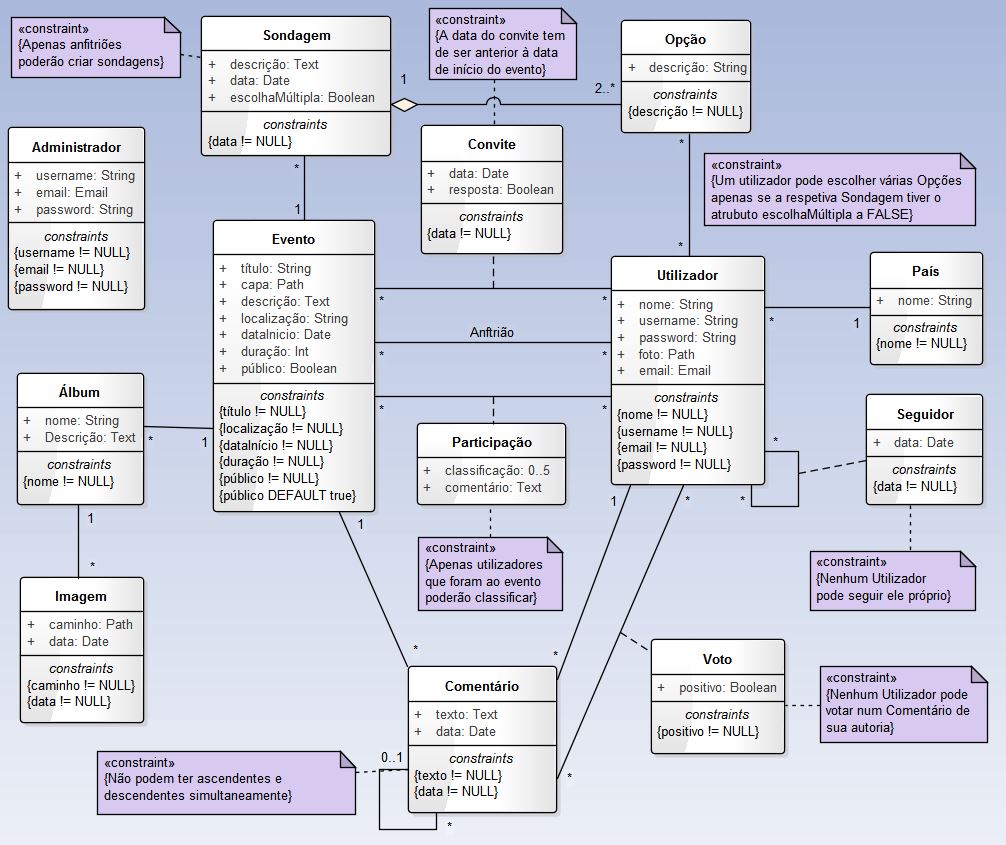 «constraint»
{Apenas anfitriões
poderão criar sondagens}
Sondagem
+ descrição: Text
+ data: Date
+ escolhaMúltipla: Boolean
constraints
{data != NULL}
«constraint»
{A data do convite tem
de ser anterior à data
de início do evento}
Opção
+ descrição: String
constraints
{descrição != NULL}
1
2..*
Administrador
+ username: String
+ email: Email
+ password: String
constraints
{username != NULL}
{email != NULL}
{password != NULL}
Convite
+ data: Date
+ resposta: Boolean
constraints
{data != NULL}
«constraint»
{Um utilizador pode escolher várias Opções
apenas se a respetiva Sondagem tiver o
atrubuto escolhaMúltipla a FALSE}
*
*
*
1
Evento
+ título: String
+ capa: Path
+ descrição: Text
+ localização: String
+ dataInicio: Date
+ duração: Int
+ público: Boolean
constraints
{título != NULL}
{localização != NULL}
{dataInício != NULL}
{duração != NULL}
{público != NULL}
{público DEFAULT true}
*
*
Anftrião
*
*
*
*
Utilizador
+ nome: String
+ username: String
+ password: String
+ foto: Path
+ email: Email
constraints
{nome != NULL}
{username != NULL}
{email != NULL}
{password != NULL}
País
+ nome: String
constraints
{nome != NULL}
*
1
Álbum
+ nome: String
+ Descrição: Text
constraints
{nome != NULL}
*
1
Participação
+ classificação: 0..5
+ comentário: Text
Seguidor
+ data: Date
constraints
{data != NULL}
*
*
«constraint»
{Apenas utilizadores
que foram ao evento
poderão classificar}
«constraint»
{Nenhum Utilizador
pode seguir ele próprio}
1
*
Imagem
+ caminho: Path
+ data: Date
constraints
{caminho != NULL}
{data != NULL}
1
*
1
*
*
*
Comentário
+ texto: Text
+ data: Date
constraints
{texto != NULL}
{data != NULL}
0..1
*
Voto
+ positivo: Boolean
constraints
{positivo != NULL}
«constraint»
{Nenhum Utilizador pode
votar num Comentário de
sua autoria}
«constraint»
{Não podem ter ascendentes e
descendentes simultaneamente}